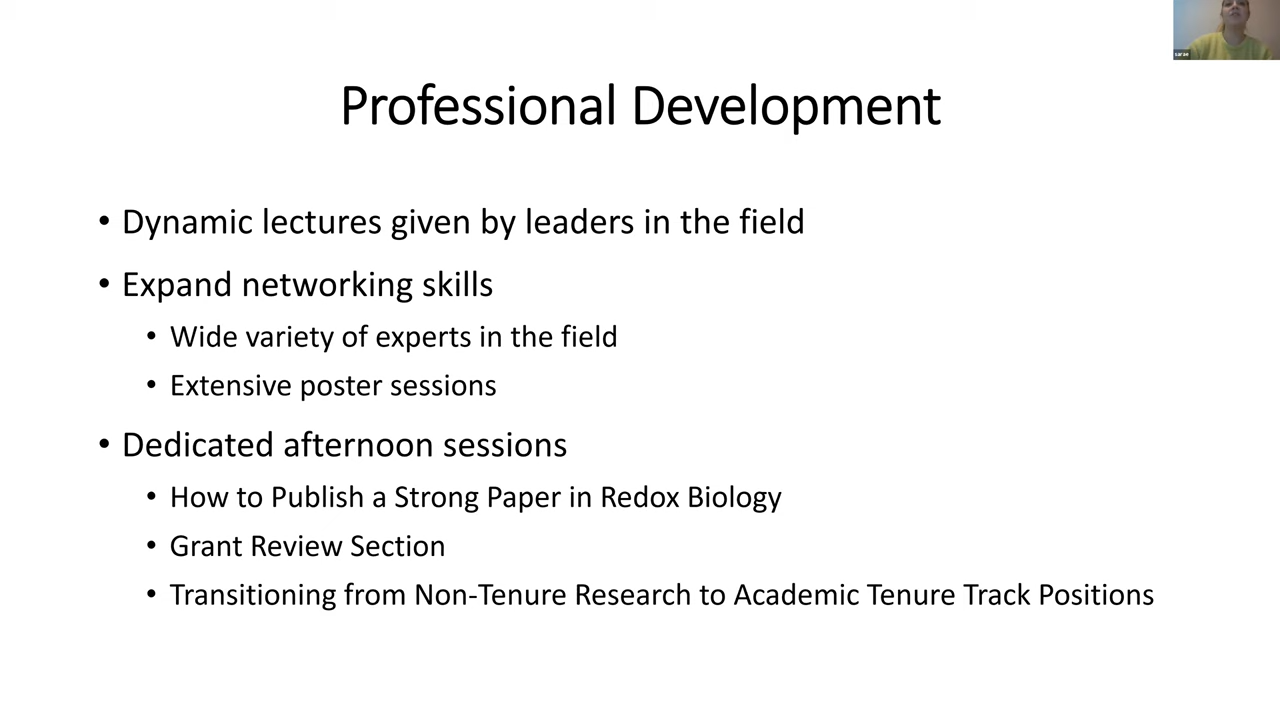 sarae
Professional Development
• Dynamic lectures given by leaders in the field
• Expand networking skills
• Wide variety of experts in the field
• Extensive poster sessions
• Dedicated afternoon sessions
• How to Publish a Strong Paper in Redox Biology
• Grant Review Section
• Transitioning from Non-Tenure Research to Academic Tenure Track Positions